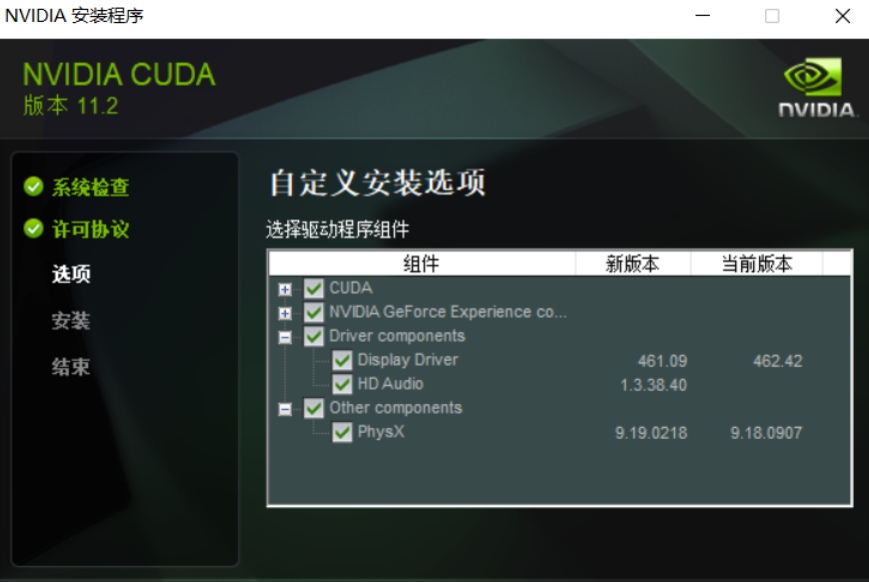 NVIDIA 安装程序
NVIDIA CUDA
版本 11.2
NVIDIA.
系统检查
许可协议
选项
安装
结束
自定义安装选项
选择驱动程序组件
组件 新版本 当前版本
CUDA
NVIDIA GeForce Experience co...
Driver components
Display Driver 461.09 462.42
HD Audio 1.3.38.40
Other components
PhysX 9.19.0218 9.18.0907